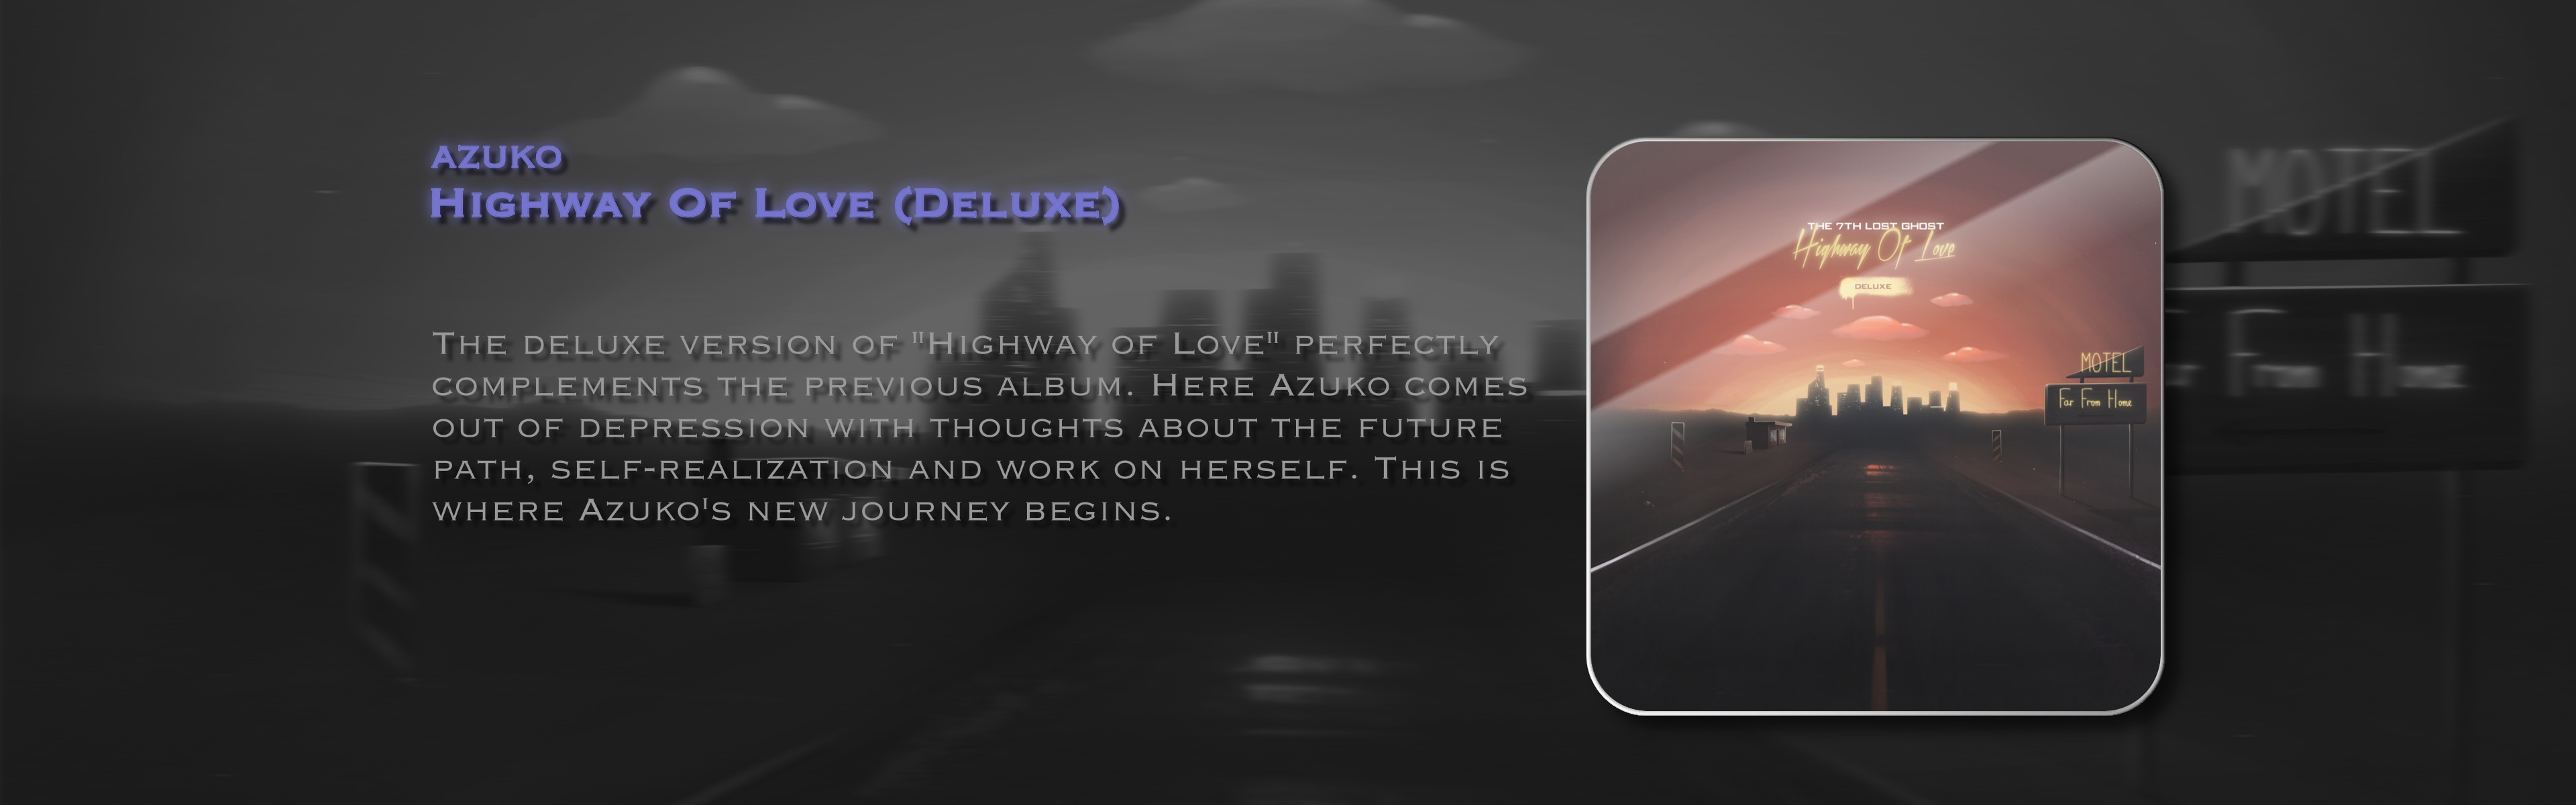 AZUKO
HIGHWAY OF LOVE (DELUXE)
THE DELUXE VERSION OF "HIGHWAY OF LOVE" PERFECTLY
COMPLEMENTS THE PREVIOUS ALBUM. HERE AZUKO COMES
OUT OF DEPRESSION WITH THOUGHTS ABOUT THE FUTURE
PATH, SELF-REALIZATION AND WORK ON HERSELF. THIS IS
WHERE AZUKO'S NEW JOURNEY BEGINS.
THE 7TH LOST GHOST
Highway Of Love
DELUXE
MOTEL
Far From Home
MOTEL